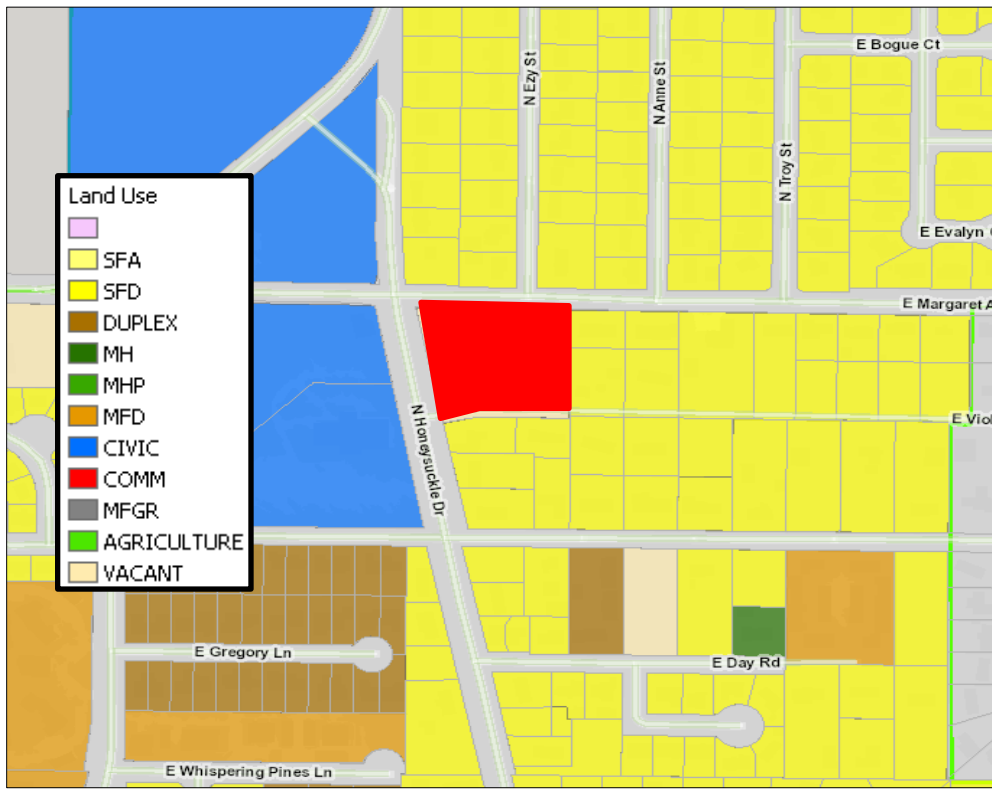 E Bogue Ct
N Ezy St
N Anne St
N Troy St
E Evalyn
Land Use
SFA
SFD
DUPLEX
MH
MHP
MFD
CIVIC
COMM
MFGR
AGRICULTURE
VACANT
E Margaret A
N Honeysuckle Dr
E Viol
E Gregory Ln
E Day Rd
E Whispering Pines Ln